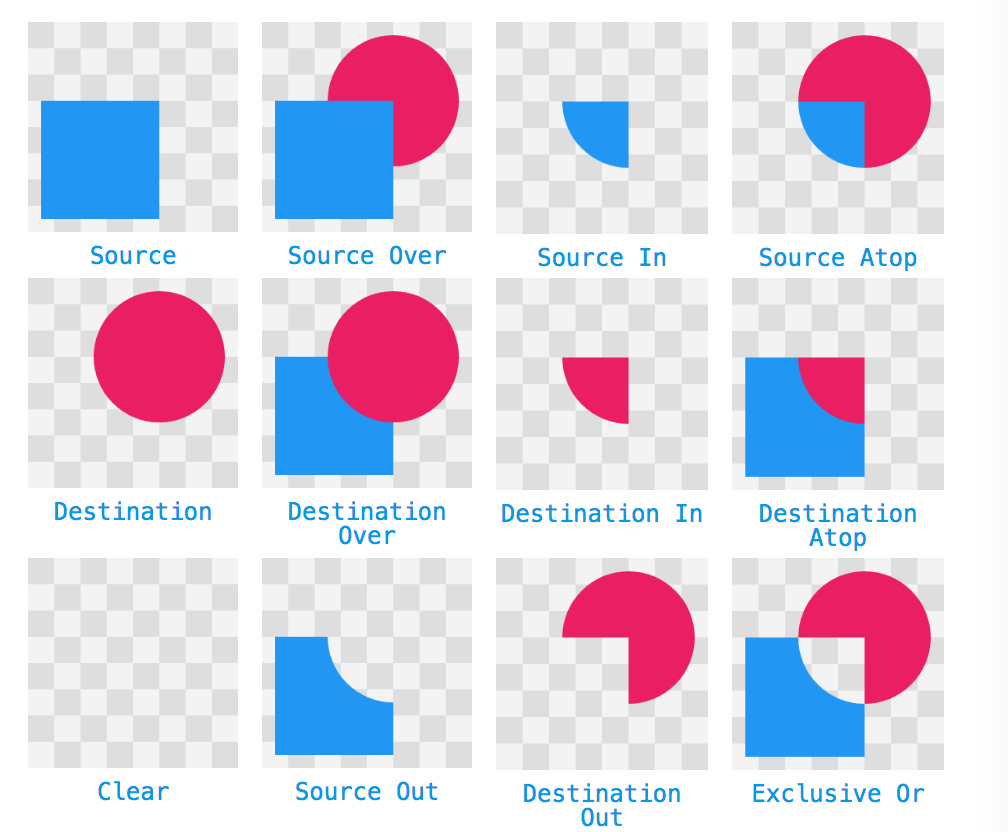 Source
Source Over
Source In
Source Atop
Destination
Destination
Over
Destination In
Destination
Atop
Clear
Source Out
Destination
Out
Exclusive Or